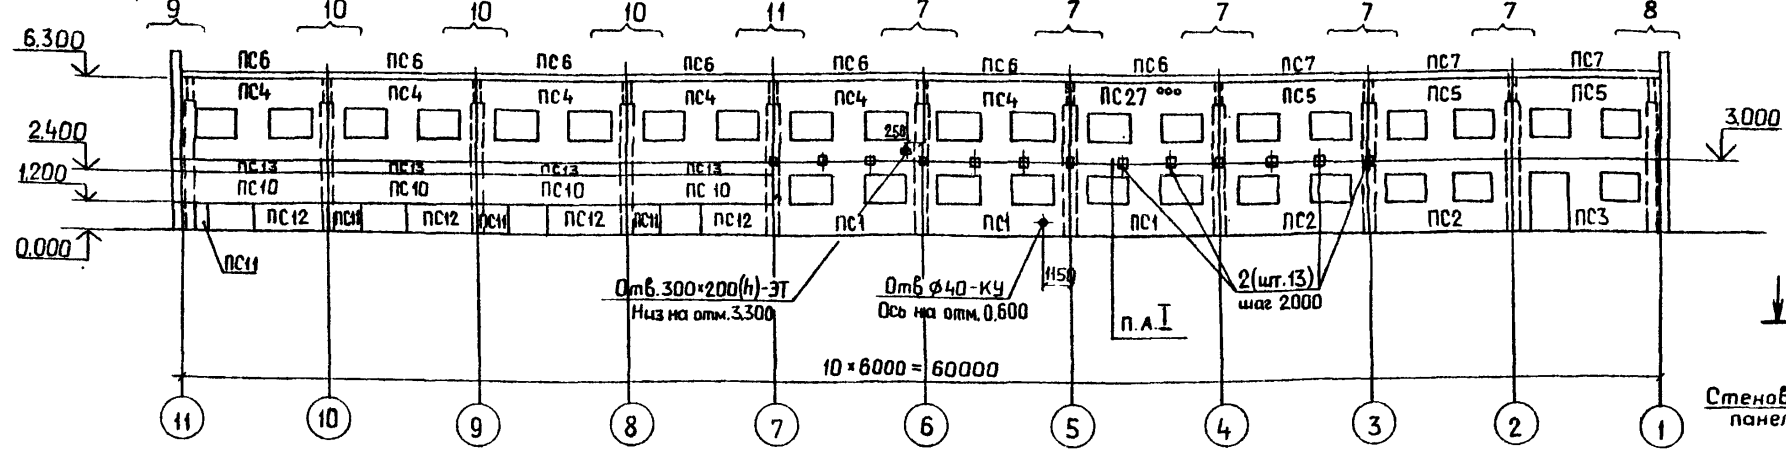 9 10 10 10 11 7 7 7 7 7 8
6.300
ПС6 ПС6 ПС6 ПС6 ПС6 ПС6 ПС6 ПС7 ПС7 ПС7
ПС4 ПС4 ПС4 ПС4 ПС4 ПС4 ПС27 °°° ПС5 ПС5 ПС5
2.400
250
3.000
ПС13 ПС13 ПС13 ПС13
1.200
ПС10 ПС10 ПС10 ПС10
ПС12 ПС11 ПС12 ПС11 ПС12 ПС11 ПС12 ПС1 ПС1 ПС1 ПС2 ПС2 ПС3
0.000
ПС11
Отв.300×200(h)-ЭТ
Низ на отм.3.300
Отв ϕ40-КУ
Ось на отм.0.600
1150
2(шт.13)
шаг 2000
П.А.I
10×6000=60000
Стенов
панел
11 10 9 8 7 6 5 4 3 2 1